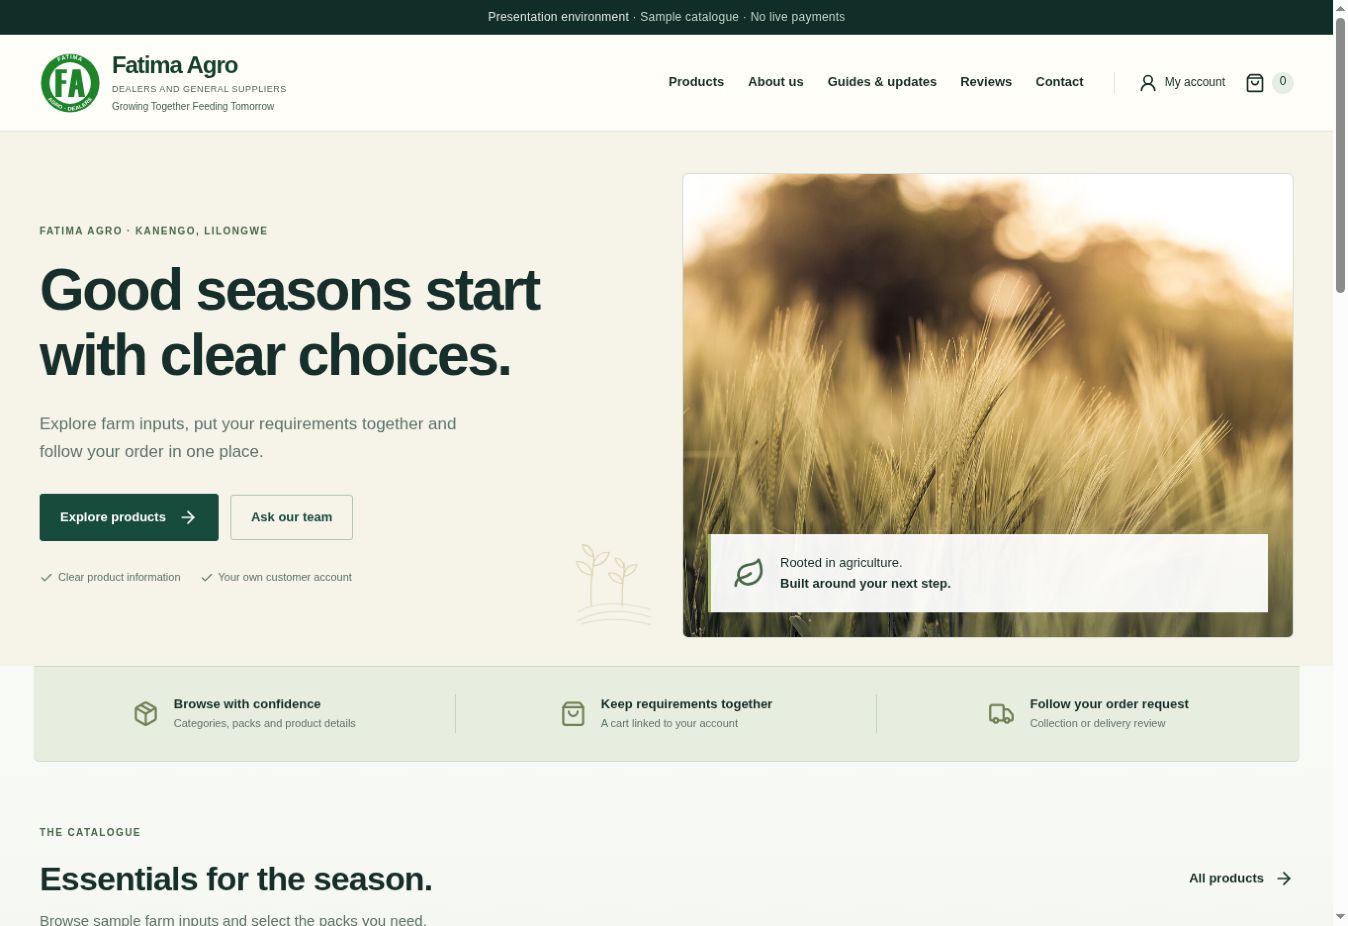 Presentation environment · Sample catalogue · No live payments
FATIMA
FA
AGRO - DEALERS
Fatima Agro
DEALERS AND GENERAL SUPPLIERS
Growing Together Feeding Tomorrow
Products
About us
Guides & updates
Reviews
Contact
My account
0
FATIMA AGRO · KANENGO, LILONGWE
Good seasons start
with clear choices.
Explore farm inputs, put your requirements together and
follow your order in one place.
Explore products
Ask our team
Clear product information
Your own customer account
Rooted in agriculture.
Built around your next step.
Browse with confidence
Categories, packs and product details
Keep requirements together
A cart linked to your account
Follow your order request
Collection or delivery review
THE CATALOGUE
Essentials for the season.
All products
Browse sample farm inputs and select the packs you need.